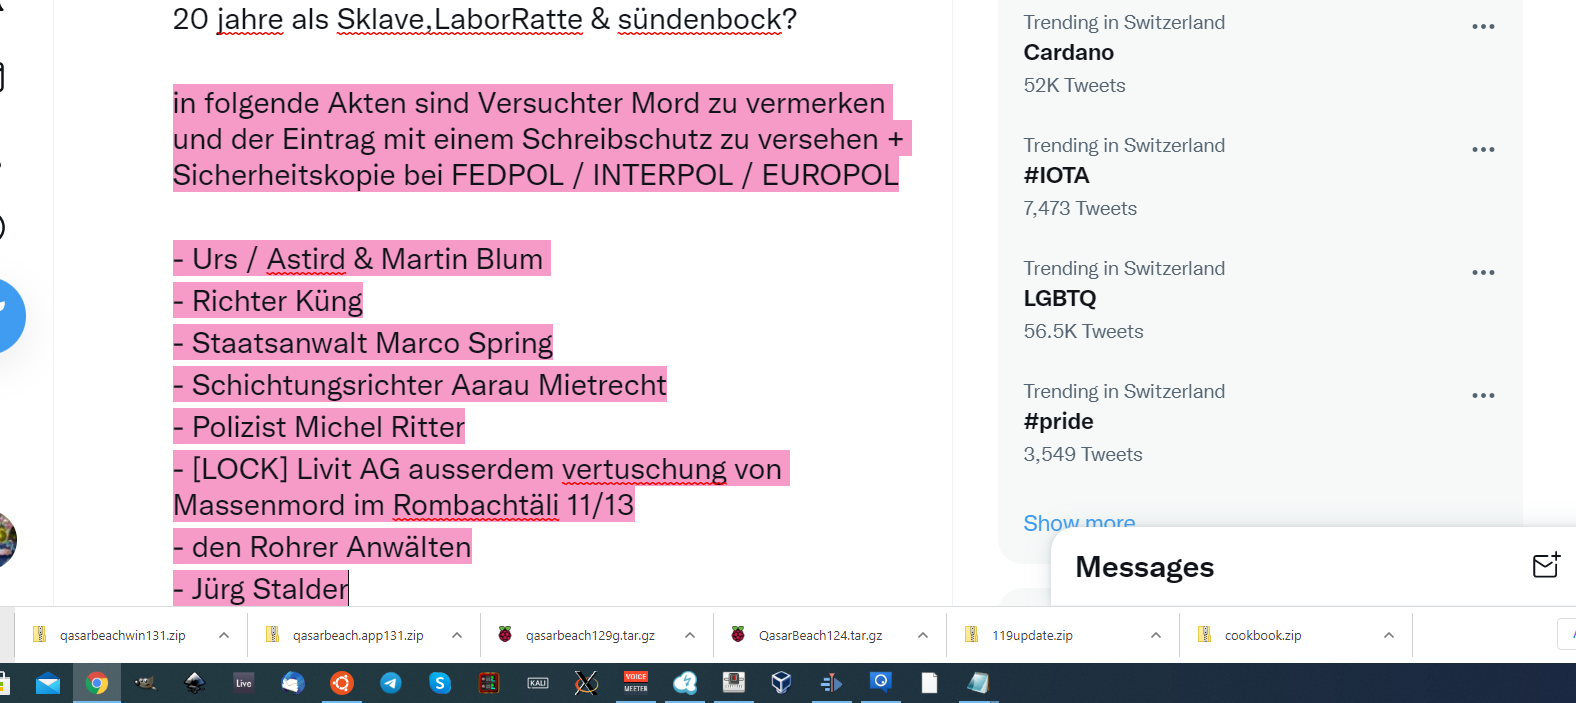 20 jahre als Sklave,LaborRatte & sündenbock?
in folgende Akten sind Versuchter Mord zu vermerken
und der Eintrag mit einem Schreibschutz zu versehen +
Sicherheitskopie bei FEDPOL / INTERPOL / EUROPOL
- Urs / Astird & Martin Blum
- Richter Küng
- Staatsanwalt Marco Spring
- Schichtungsrichter Aarau Mietrecht
- Polizist Michel Ritter
- [LOCK] Livit AG ausserdem vertuschung von
Massenmord im Rombachtäli 11/13
- den Rohrer Anwälten
- Jürg Stalder
Trending in Switzerland
Cardano
52K Tweets
Trending in Switzerland
#IOTA
7,473 Tweets
Trending in Switzerland
LGBTQ
56.5K Tweets
Trending in Switzerland
#pride
3,549 Tweets
Show more
Messages
qasarbeachwin131.zip
qasarbeach.app131.zip
qasarbeach129g.tar.gz
QasarBeach124.tar.gz
119update.zip
cookbook.zip
Live
KALI
VOICE
MEETER